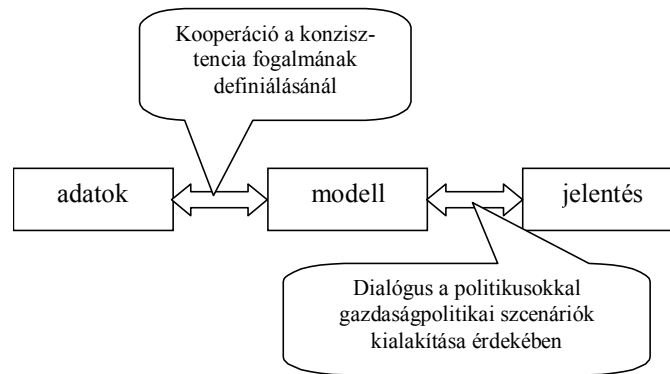 Kooperáció a konzisz-
tencia fogalmának
definiálásánál
adatok
modell
jelentés
Dialógus a politikusokkal
gazdaságpolitikai szcenáriók
kialakítása érdekében